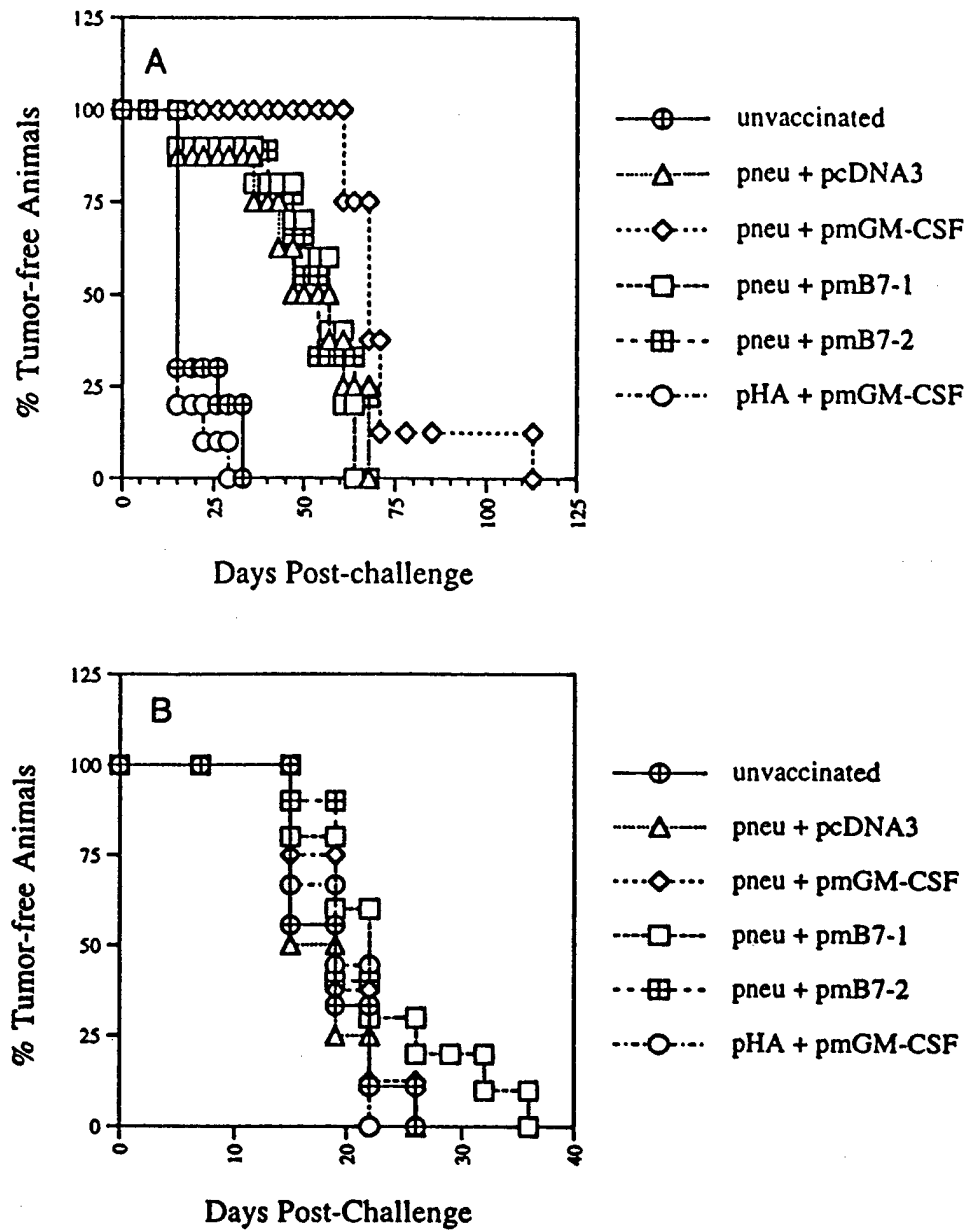 125
A
100
75
50
25
0
% Tumor-free Animals
0
25
50
75
100
125
Days Post-challenge
unvaccinated
pneu + pcDNA3
pneu + pmGM-CSF
pneu + pmB7-1
pneu + pmB7-2
pHA + pmGM-CSF
125
B
100
75
50
25
0
% Tumor-free Animals
0
10
20
30
40
Days Post-Challenge
unvaccinated
pneu + pcDNA3
pneu + pmGM-CSF
pneu + pmB7-1
pneu + pmB7-2
pHA + pmGM-CSF